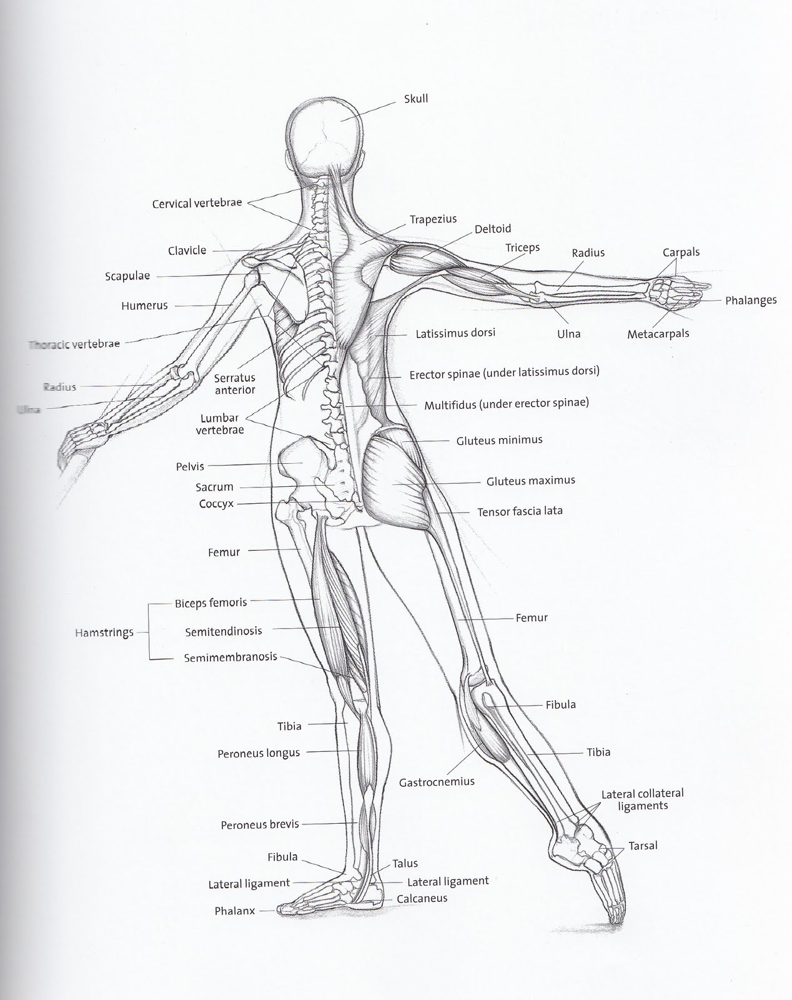 Skull
Cervical vertebrae
Trapezius
Deltoid
Clavicle
Triceps
Radius
Carpals
Scapulae
Humerus
Phalanges
Latissimus dorsi
Ulna
Metacarpals
Thoracic vertebrae
Erector spinae (under latissimus dorsi)
Serratus
anterior
Radius
Ulna
Multifidus (under erector spinae)
Lumbar
vertebrae
Gluteus minimus
Pelvis
Gluteus maximus
Sacrum
Coccyx
Tensor fascia lata
Femur
Biceps femoris
Hamstrings
Semitendinosis
Semimembranosis
Femur
Fibula
Tibia
Peroneus longus
Tibia
Gastrocnemius
Lateral collateral
ligaments
Peroneus brevis
Tarsal
Fibula
Talus
Lateral ligament
Lateral ligament
Calcaneus
Phalanx